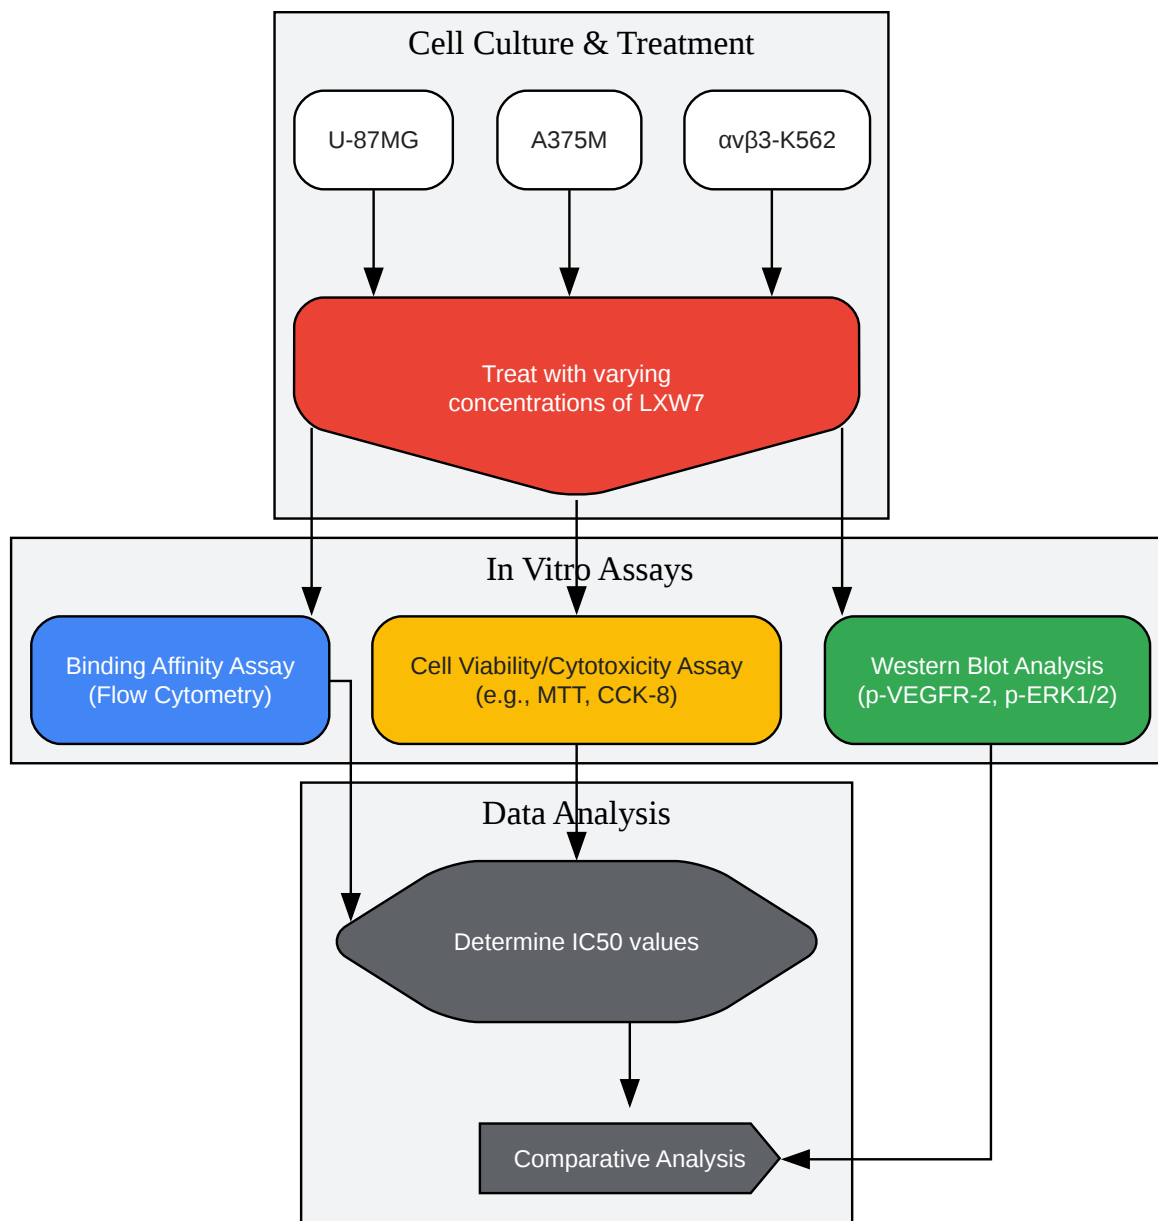 Cell Culture & Treatment
U-87MG
A375M
αvβ3-K562
Treat with varying
concentrations of LXW7
In Vitro Assays
Binding Affinity Assay
(Flow Cytometry)
Cell Viability/Cytotoxicity Assay
(e.g., MTT, CCK-8)
Western Blot Analysis
(p-VEGFR-2, p-ERK1/2)
Data Analysis
Determine IC50 values
Comparative Analysis